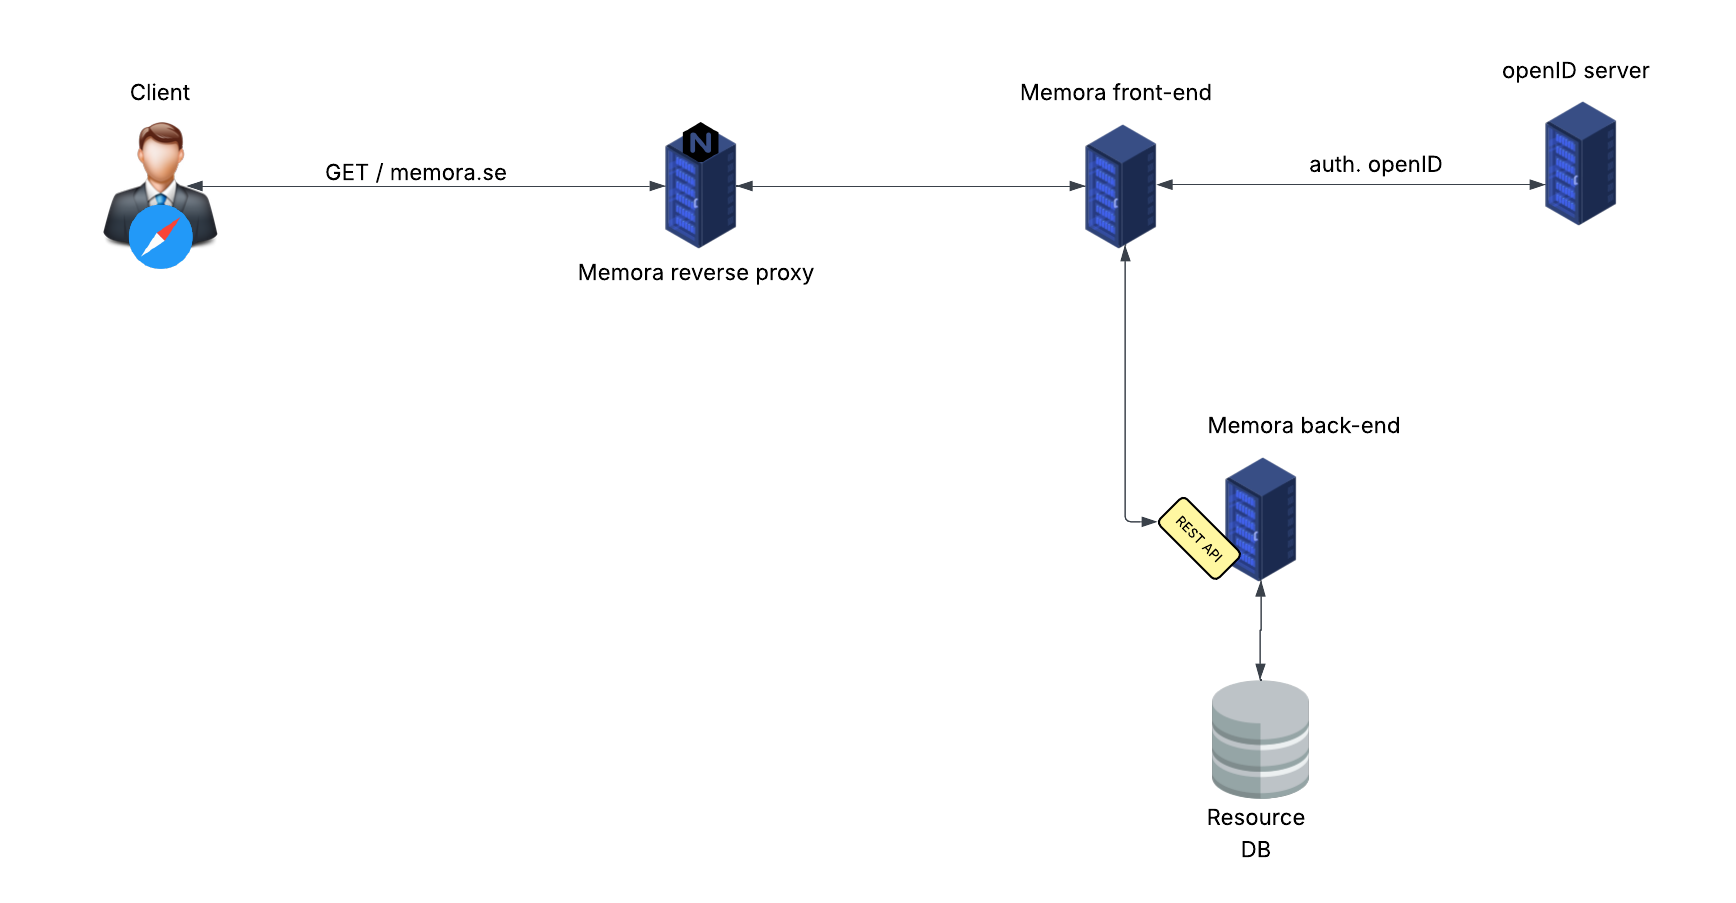 openID server
Client
Memora front-end
N
GET / memora.se
auth. openID
Memora reverse proxy
Memora back-end
REST API
Resource
DB